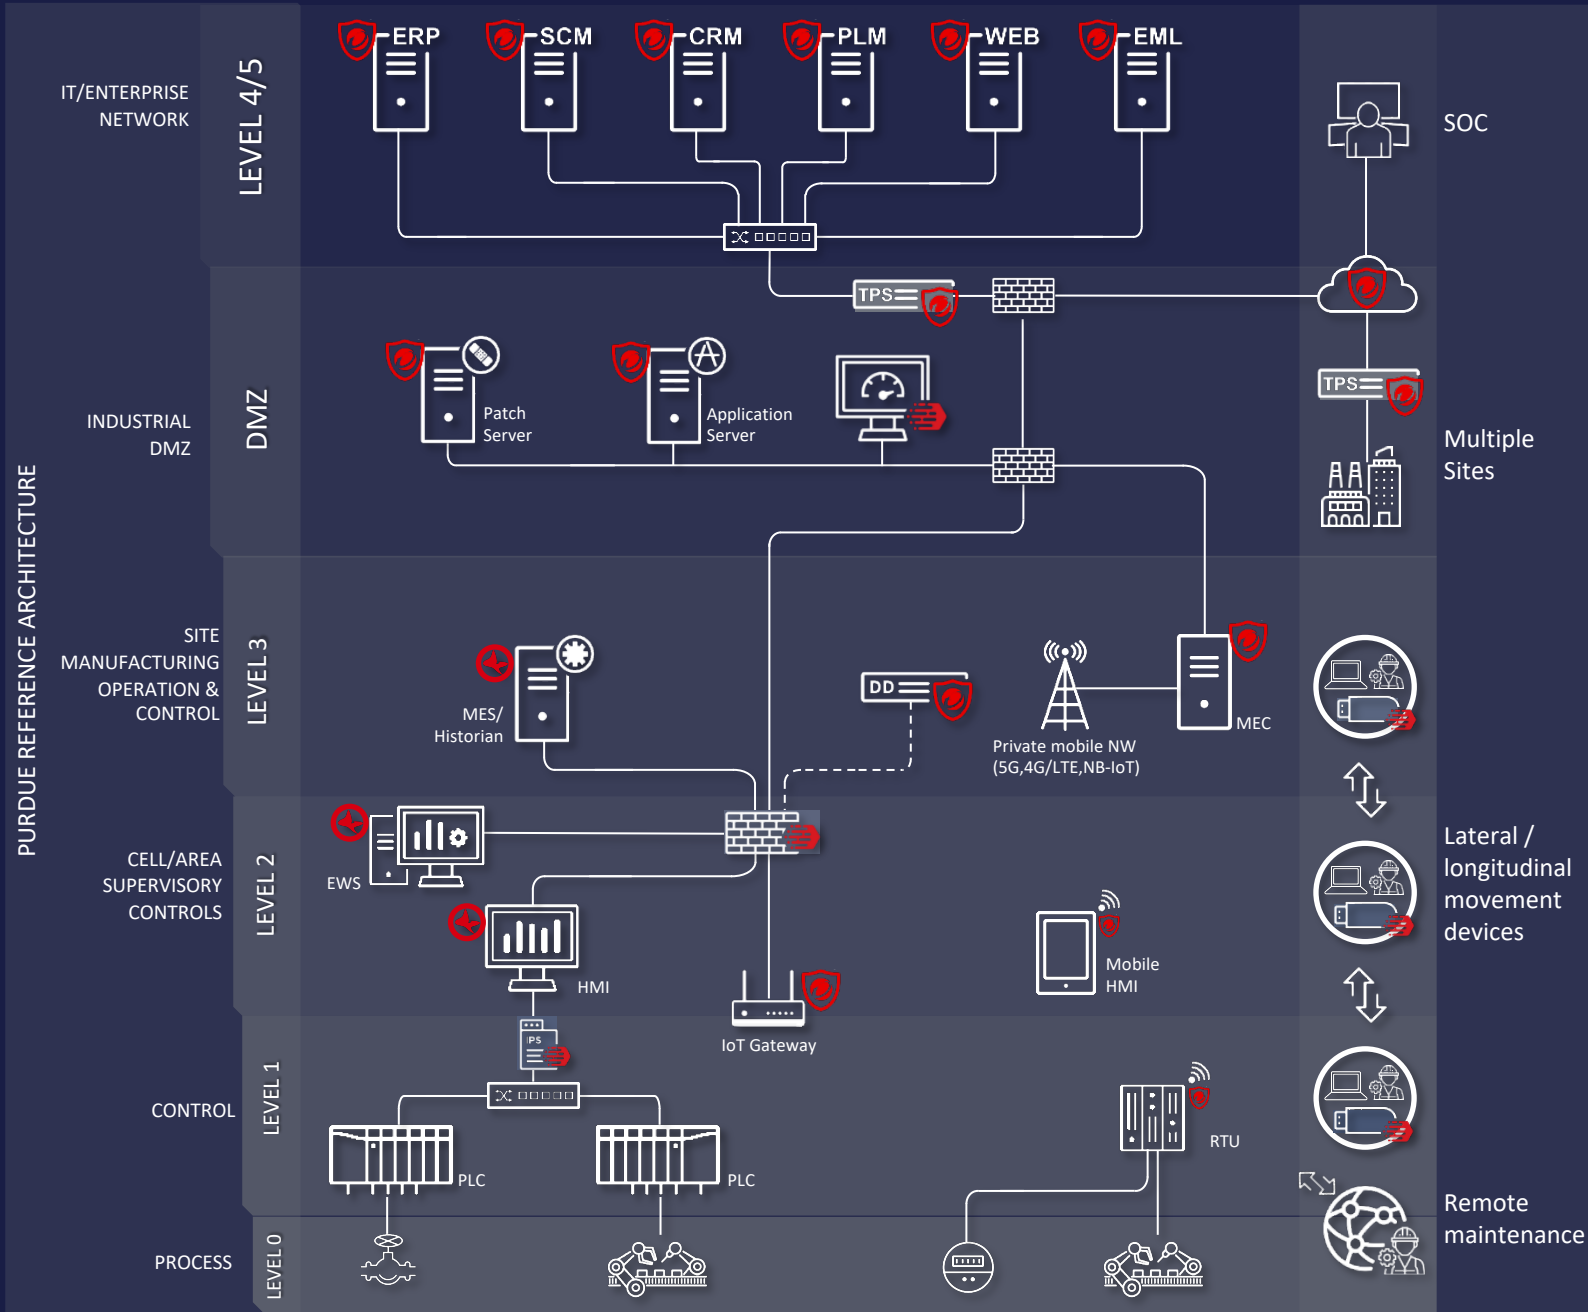 PURDUE REFERENCE ARCHITECTURE
IT/ENTERPRISE
NETWORK
LEVEL 4/5
ERP
SCM
CRM
PLM
WEB
EML
SOC
INDUSTRIAL
DMZ
DMZ
TPS
Patch
Server
Application
Server
TPS
Multiple
Sites
SITE
MANUFACTURING
OPERATION &
CONTROL
LEVEL 3
MES/
Historian
DD
Private mobile NW
(5G,4G/LTE,NB-IoT)
MEC
CELL/AREA
SUPERVISORY
CONTROLS
LEVEL 2
EWS
HMI
IoT Gateway
Mobile
HMI
Lateral /
longitudinal
movement
devices
CONTROL
LEVEL 1
IPS
PLC
PLC
RTU
Remote
maintenance
PROCESS
LEVEL 0